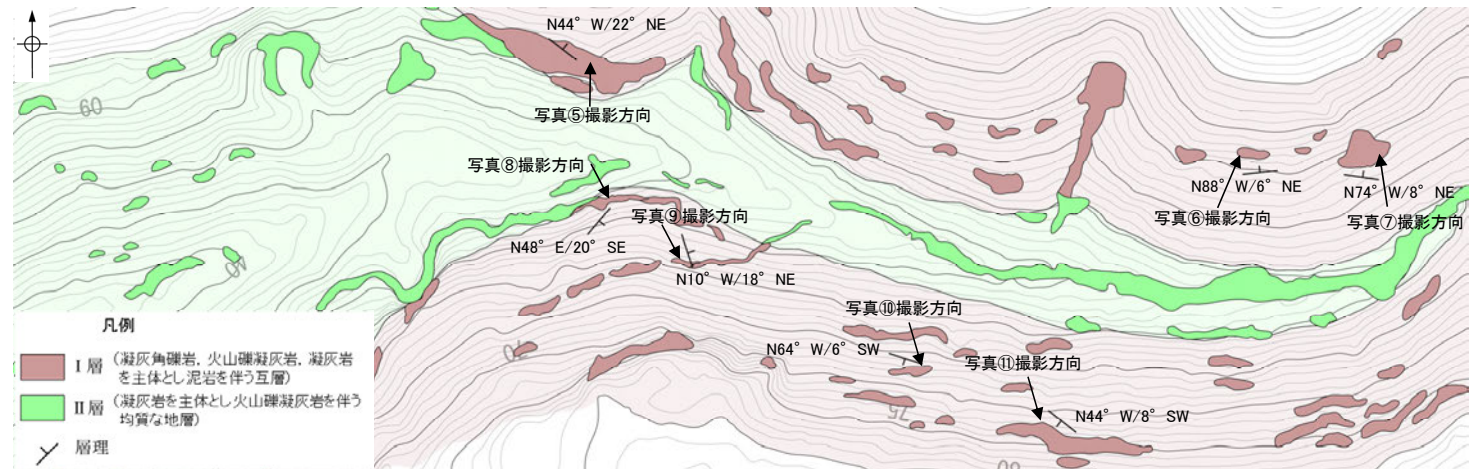 N44° W/22° NE
写真⑤撮影方向
60
写真⑧撮影方向
N88° W/6° NE
N74° W/8° NE
写真⑥撮影方向
写真⑦撮影方向
写真⑨撮影方向
N48° E/20° SE
N10° W/18° NE
40
写真⑩撮影方向
N64° W/6° SW
写真⑪撮影方向
N44° W/8° SW
70
75
80
凡例
I 層 (凝灰角礫岩, 火山礫凝灰岩, 凝灰岩
を主体とし泥岩を伴う互層)
II 層 (凝灰岩を主体とし火山礫凝灰岩を伴う
均質な地層)
層理